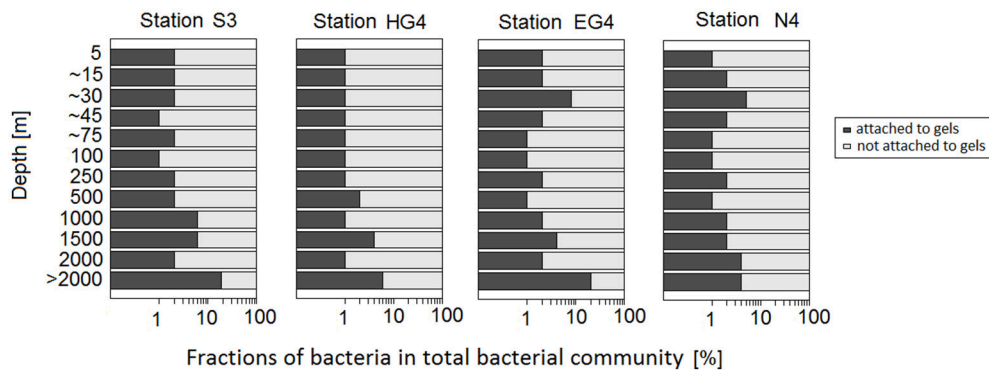 Station S3
Station HG4
Station EG4
Station N4
Depth [m]
5
~15
~30
~45
~75
100
250
500
1000
1500
2000
>2000
attached to gels
not attached to gels
1 10 100
1 10 100
1 10 100
1 10 100
Fractions of bacteria in total bacterial community [%]